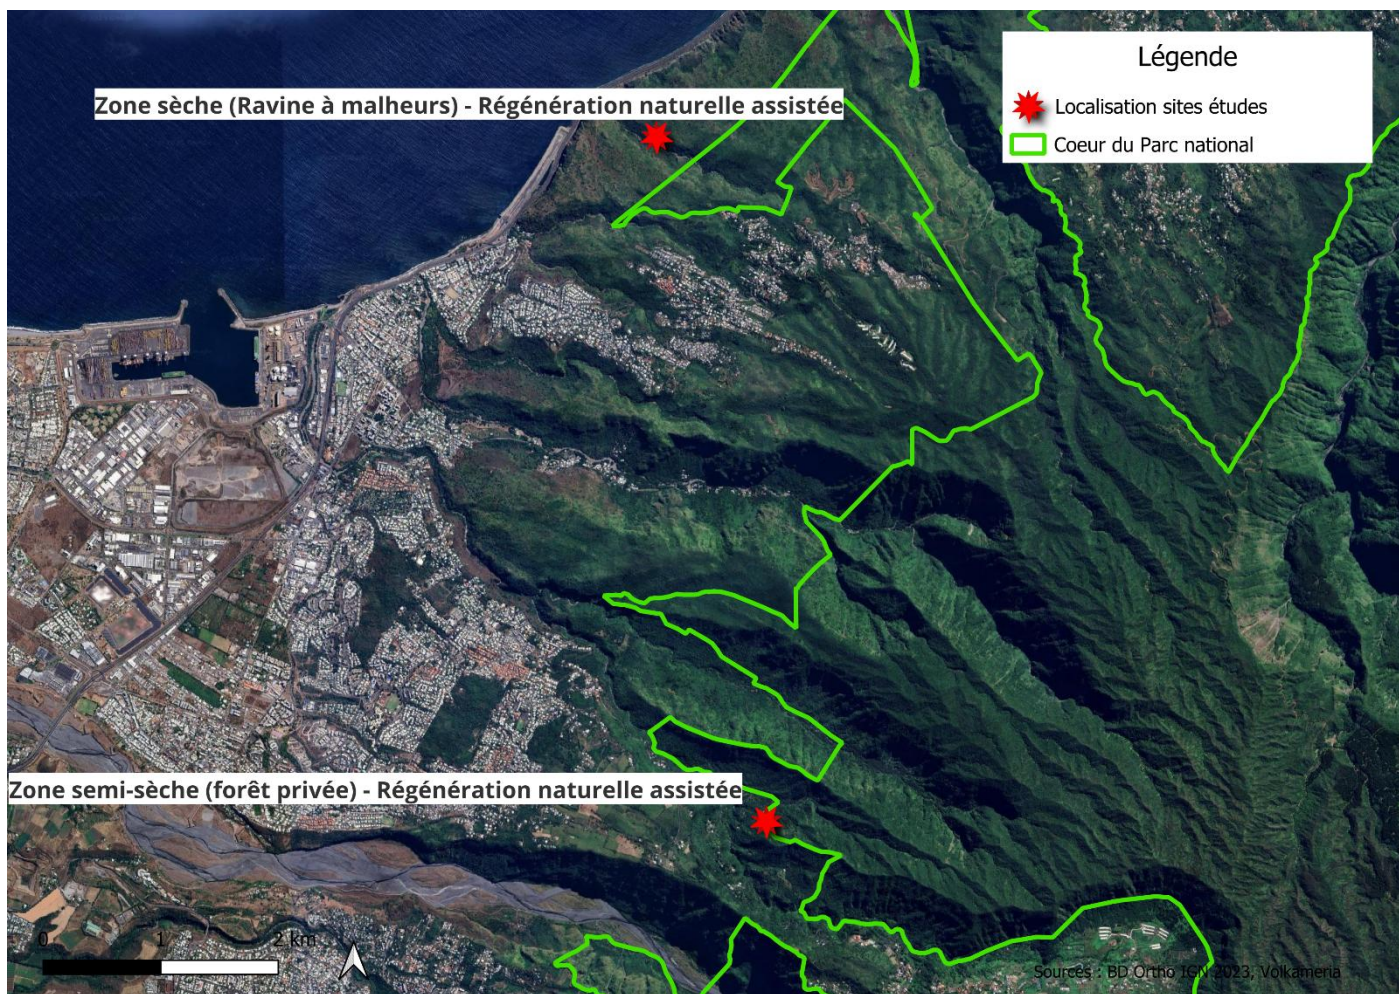 Légende
Zone sèche (Ravine à malheurs) - Régénération naturelle assistée
Localisation sites études
Coeur du Parc national
Zone semi-sèche (forêt privée) - Régénération naturelle assistée
0 1 2 km
Sources : BD Ortho IGN 2023, Volkameria